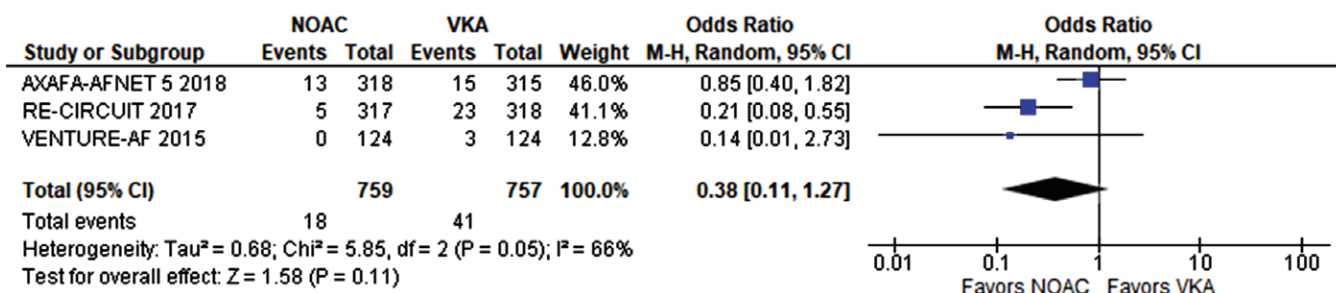 NOAC VKA Odds Ratio Odds Ratio
Study or Subgroup Events Total Events Total Weight M-H, Random, 95% CI M-H, Random, 95% CI
AXAFA-AFNET 5 2018 13 318 15 315 46.0% 0.85 [0.40, 1.82]
RE-CIRCUIT 2017 5 317 23 318 41.1% 0.21 [0.08, 0.55]
VENTURE-AF 2015 0 124 3 124 12.8% 0.14 [0.01, 2.73]
Total (95% CI) 759 757 100.0% 0.38 [0.11, 1.27]
Total events 18 41
Heterogeneity: Tau² = 0.68; Chi² = 5.85, df = 2 (P = 0.05); I² = 66%
Test for overall effect: Z = 1.58 (P = 0.11)
0.01 0.1 1 10 100
Favors NOAC Favors VKA